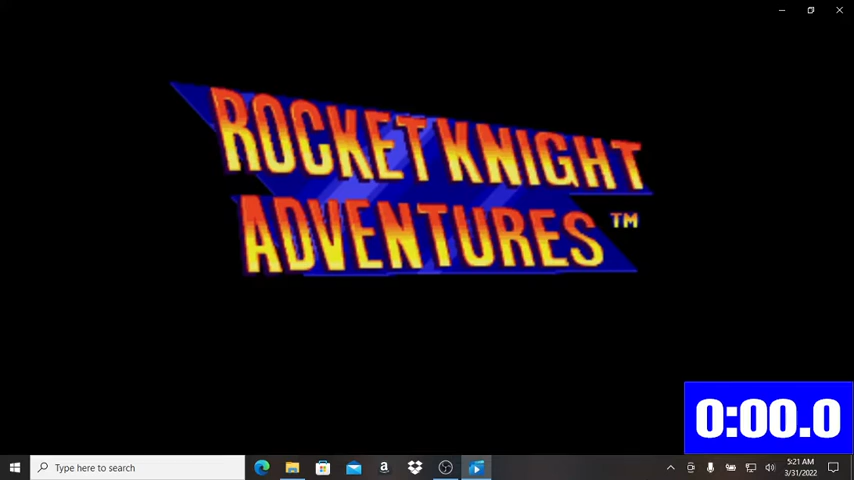 ROCKET KNIGHT
ADVENTURES™
0:00.0
Type here to search
a
5:21 AM
3/31/2022